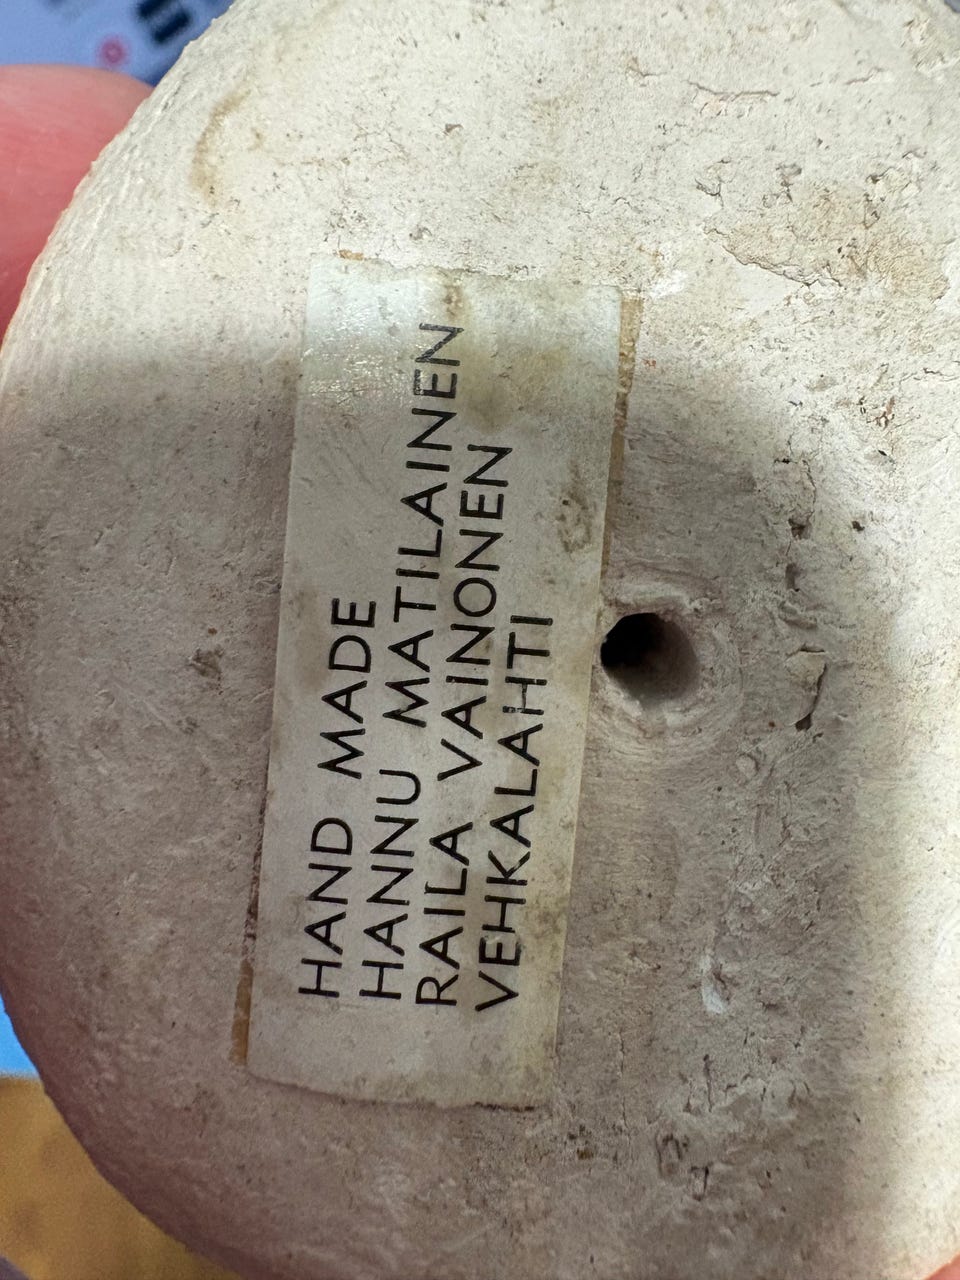 HAND MADE
HANNU MATILAINEN
RAILA VAINONEN
VEHKALAHTI